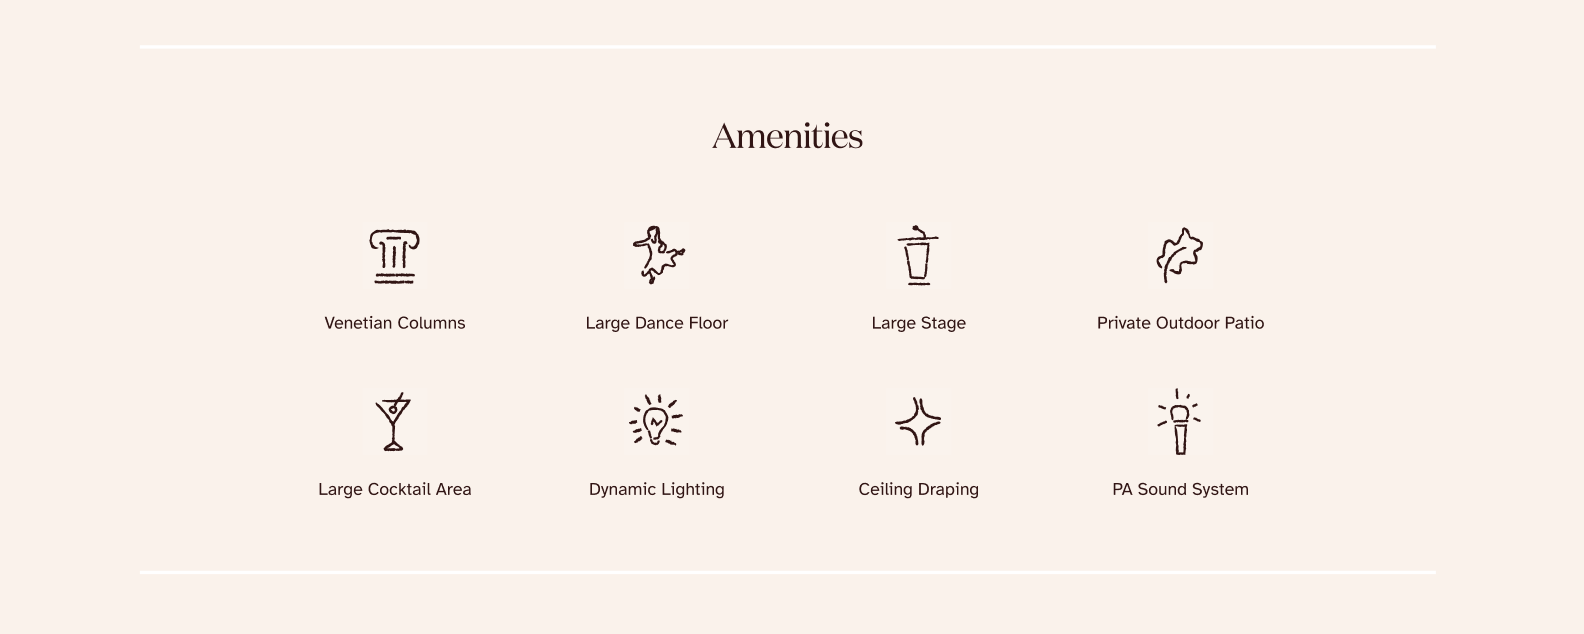 Amenities
Venetian Columns
Large Dance Floor
Large Stage
Private Outdoor Patio
Large Cocktail Area
Dynamic Lighting
Ceiling Draping
PA Sound System